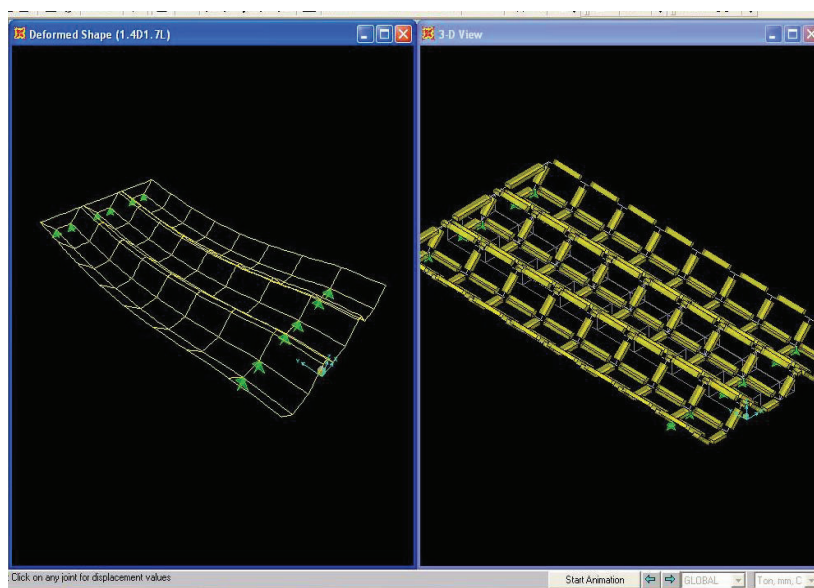 Deformed Shape (1.4D1.7L)
3-D View
Click on any joint for displacement values
Start Animation
GLOBAL
Ton, mm, C